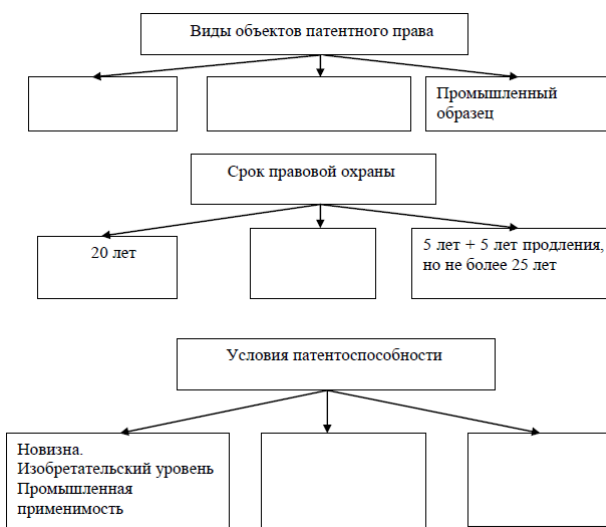 Виды объектов патентного права
Промышленный
образец
Срок правовой охраны
20 лет
5 лет + 5 лет продления,
но не более 25 лет
Условия патентоспособности
Новизна.
Изобретательский уровень
Промышленная
применимость